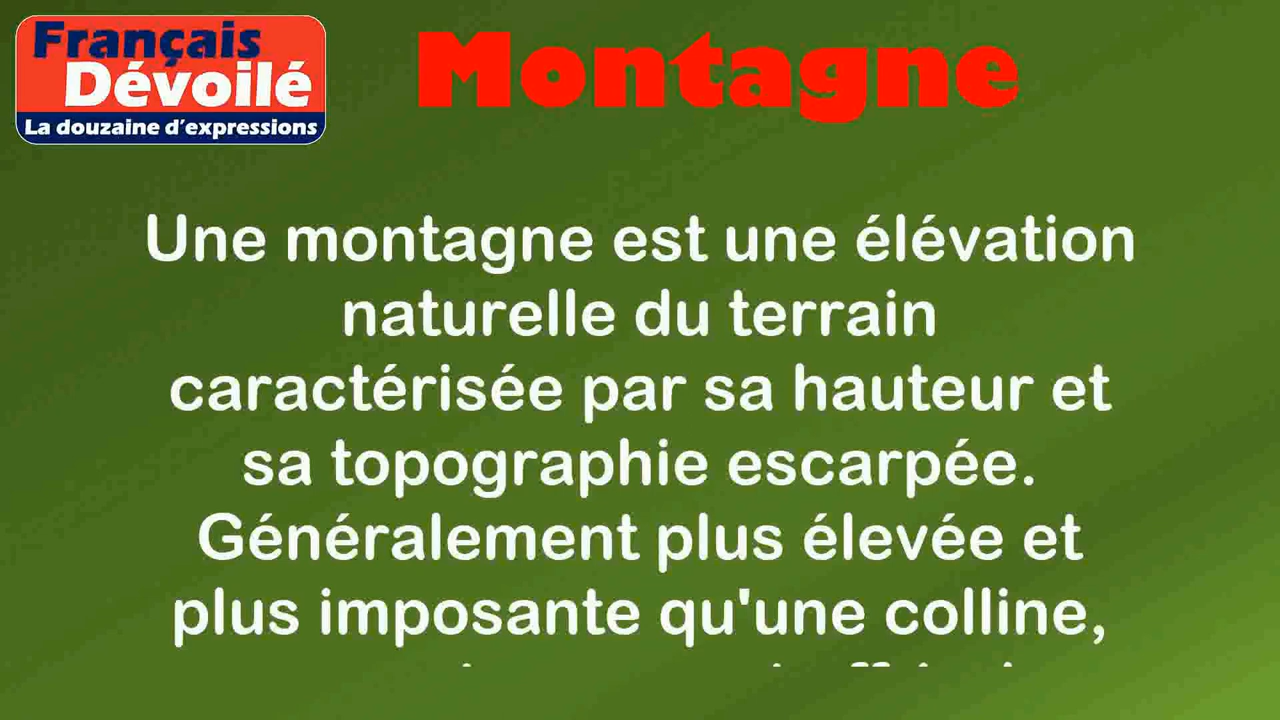 Français
Dévoilé
La douzaine d'expressions
Montagne
Une montagne est une élévation
naturelle du terrain
caractérisée par sa hauteur et
sa topographie escarpée.
Généralement plus élevée et
plus imposante qu'une colline,